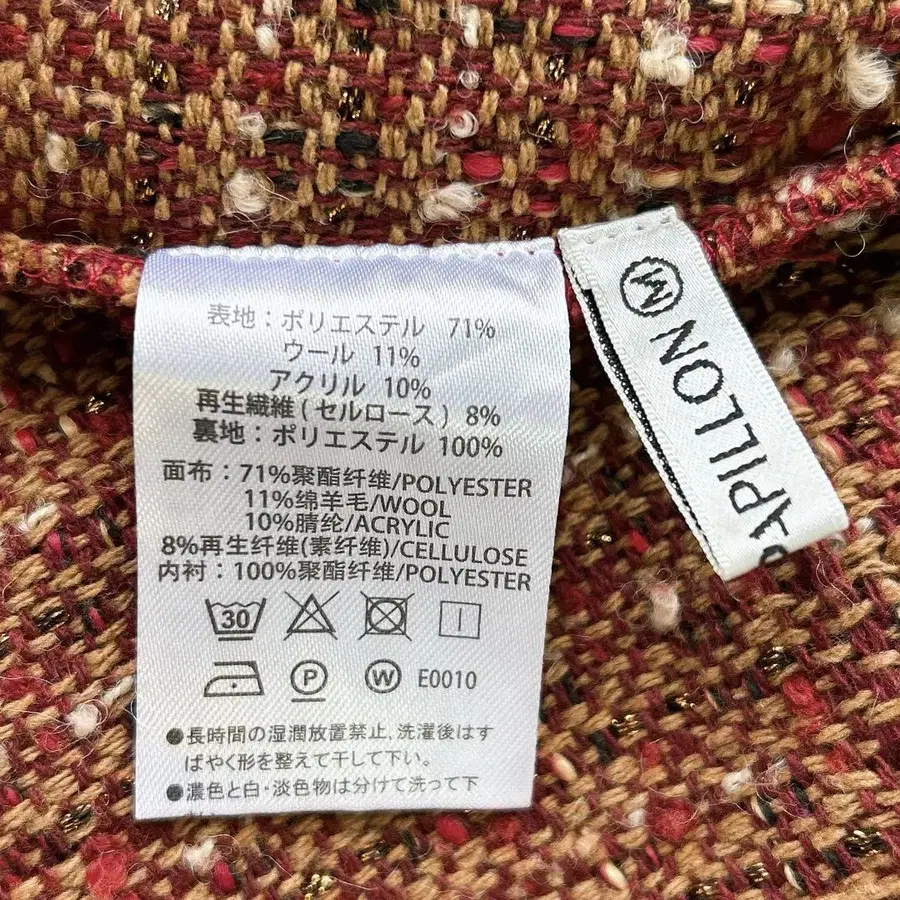 表地：ポリエステル 71%
ウール 11%
アクリル 10%
再生繊維 (セルロース) 8%
裏地：ポリエステル 100%
面布：71%聚酯纤维/POLYESTER
11%绵羊毛/WOOL
10%腈纶/ACRYLIC
8%再生纤维(素纤维)/CELLULOSE
内衬：100%聚酯纤维/POLYESTER
30
P W E0010
●長時間の湿潤放置禁止、洗濯後はす
ばやく形を整えて干して下い。
●濃色と白・淡色物は分けて洗って下
M
PAPILLON